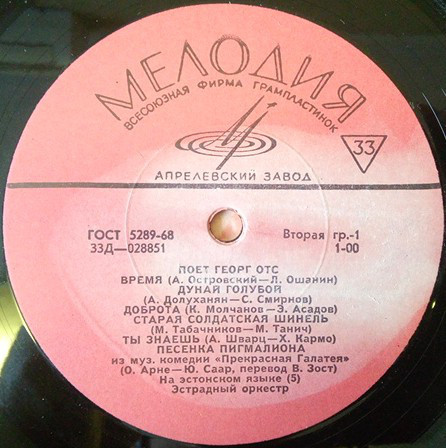 МЕЛОДИЯ
ВСЕСОЮЗНАЯ ФИРМА ГРАМПЛАСТИНОК
33
АПРЕЛЕВСКИЙ ЗАВОД
ГОСТ 5289-68 Вторая гр.-1
33Д—028851 1-00
ПОЕТ ГЕОРГ ОТС
ВРЕМЯ (А. Островский—Л. Ошанин)
ДУНАЙ ГОЛУБОЙ
(А. Долуханян—С. Смирнов)
ДОБРОТА (К. Молчанов—Э. Асадов)
СТАРАЯ СОЛДАТСКАЯ ШИНЕЛЬ
(М. Табачников—М. Танич)
ТЫ ЗНАЕШЬ (А. Шварц—Х. Кармо)
ПЕСЕНКА ПИГМАЛИОНА
из муз. комедии «Прекрасная Галатея»
(О. Арне—Ю. Саар, перевод В. Зост)
На эстонском языке (5)
Эстрадный оркестр